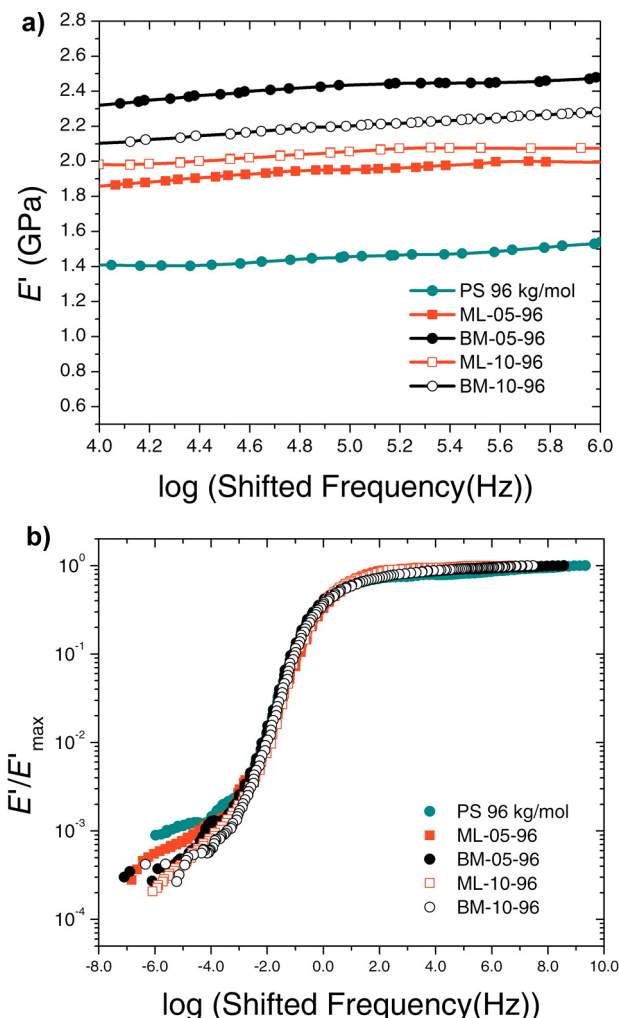 a)
2.8
2.6
2.4
2.2
2.0
1.8
1.6
1.4
1.2
1.0
0.8
0.6
E' (GPa)
PS 96 kg/mol
ML-05-96
BM-05-96
ML-10-96
BM-10-96
4.0 4.2 4.4 4.6 4.8 5.0 5.2 5.4 5.6 5.8 6.0
log (Shifted Frequency(Hz))
b)
10⁰
10⁻¹
10⁻²
10⁻³
10⁻⁴
E'/E'max
PS 96 kg/mol
ML-05-96
BM-05-96
ML-10-96
BM-10-96
-8.0 -6.0 -4.0 -2.0 0.0 2.0 4.0 6.0 8.0 10.0
log (Shifted Frequency(Hz))